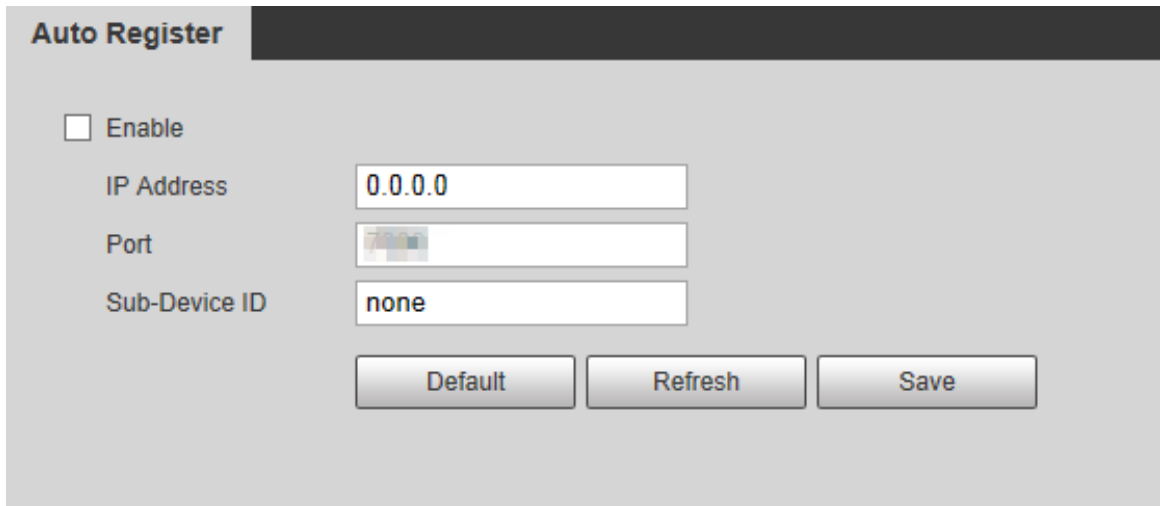 Auto Register
Enable
IP Address 0.0.0.0
Port
Sub-Device ID none
Default Refresh Save